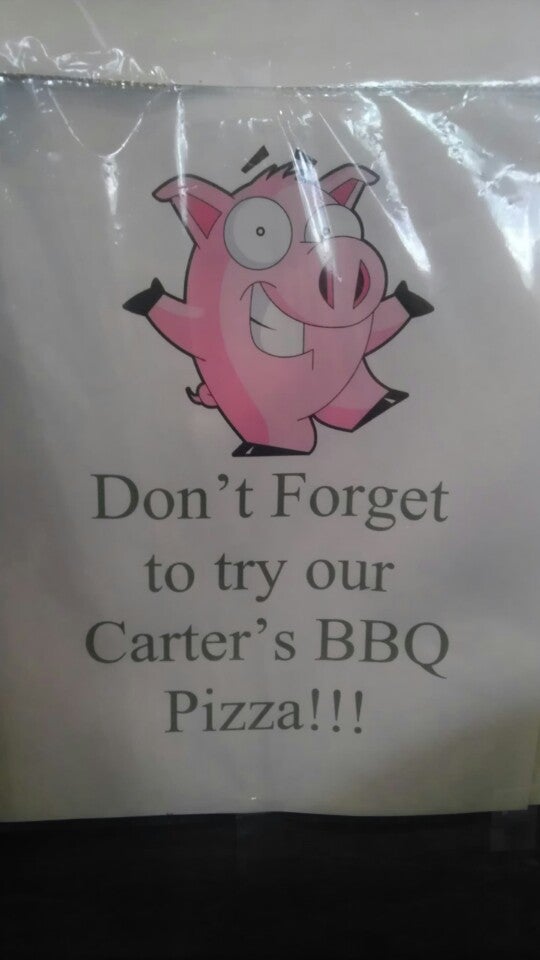 Don’t Forget
to try our
Carter’s BBQ
Pizza!!!